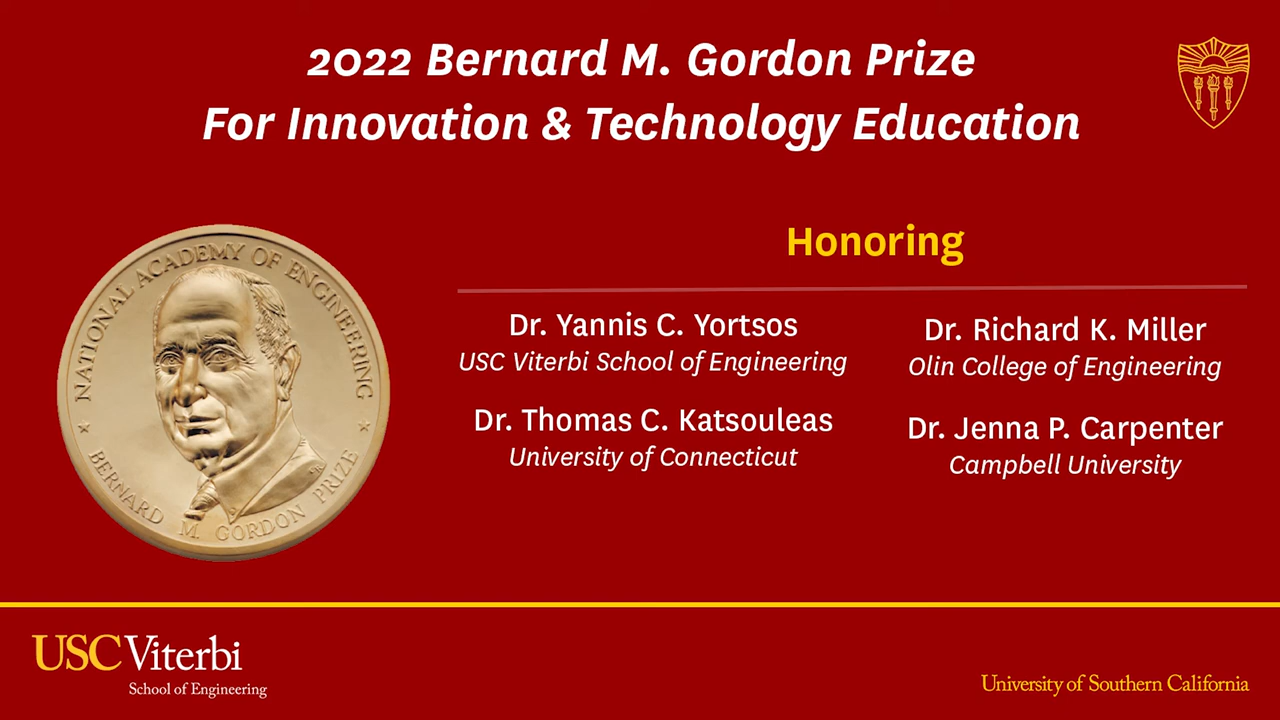 2022 Bernard M. Gordon Prize
For Innovation & Technology Education
NATIONAL ACADEMY OF ENGINEERING
BERNARD M. GORDON PRIZE
Honoring
Dr. Yannis C. Yortsos
USC Viterbi School of Engineering
Dr. Thomas C. Katsouleas
University of Connecticut
Dr. Richard K. Miller
Olin College of Engineering
Dr. Jenna P. Carpenter
Campbell University
USC Viterbi
School of Engineering
University of Southern California